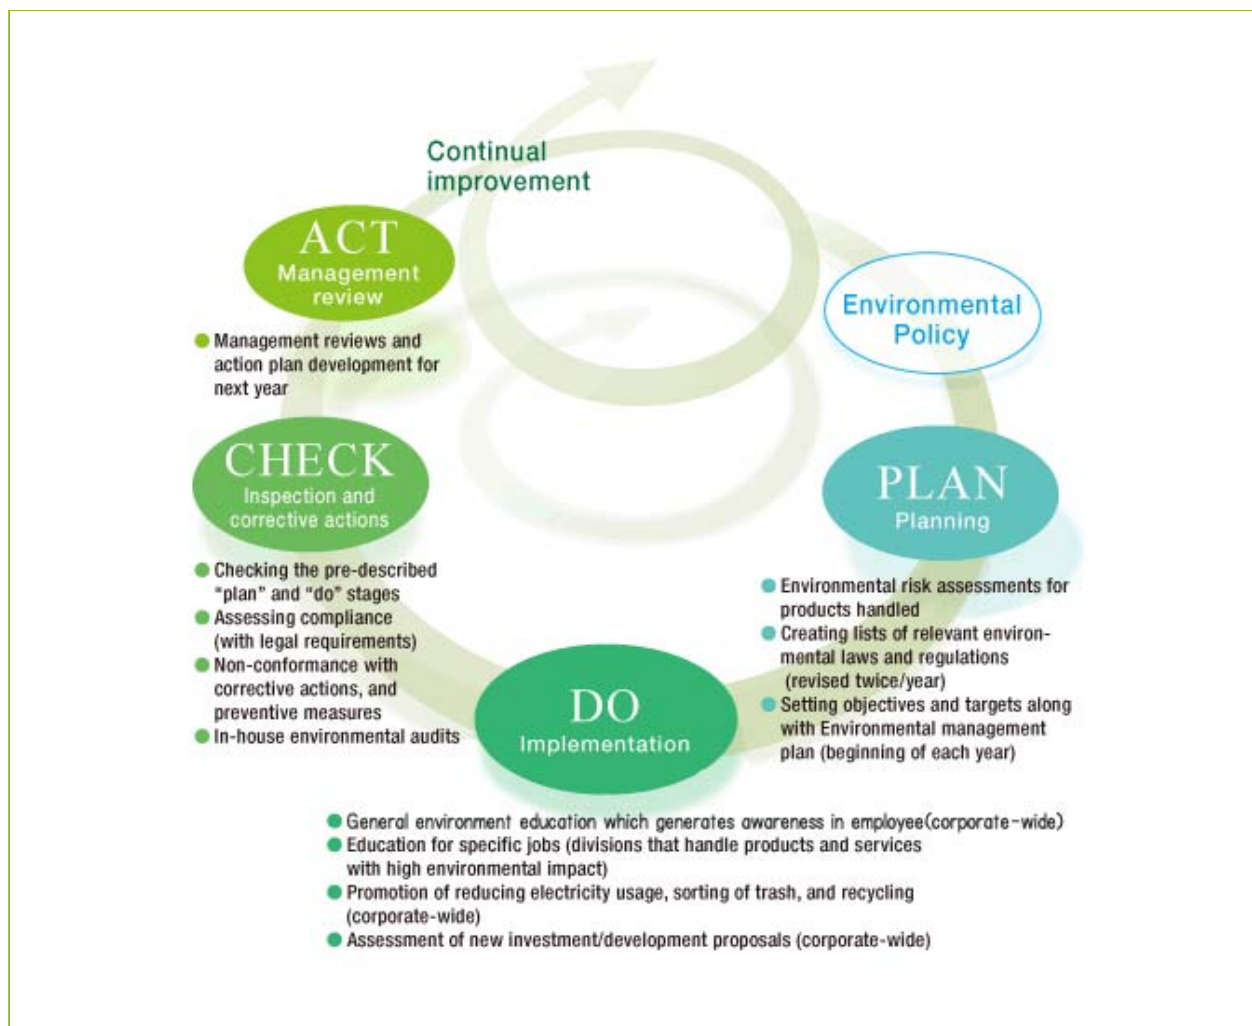 Continual
improvement
ACT
Management
review
● Management reviews and
action plan development for
next year
Environmental
Policy
CHECK
Inspection and
corrective actions
● Checking the pre-described
“plan” and “do” stages
● Assessing compliance
(with legal requirements)
● Non-conformance with
corrective actions, and
preventive measures
● In-house environmental audits
PLAN
Planning
● Environmental risk assessments for
products handled
● Creating lists of relevant environ-
mental laws and regulations
(revised twice/year)
● Setting objectives and targets along
with Environmental management
plan (beginning of each year)
DO
Implementation
● General environment education which generates awareness in employee(corporate-wide)
● Education for specific jobs (divisions that handle products and services
with high environmental impact)
● Promotion of reducing electricity usage, sorting of trash, and recycling
(corporate-wide)
● Assessment of new investment/development proposals (corporate-wide)